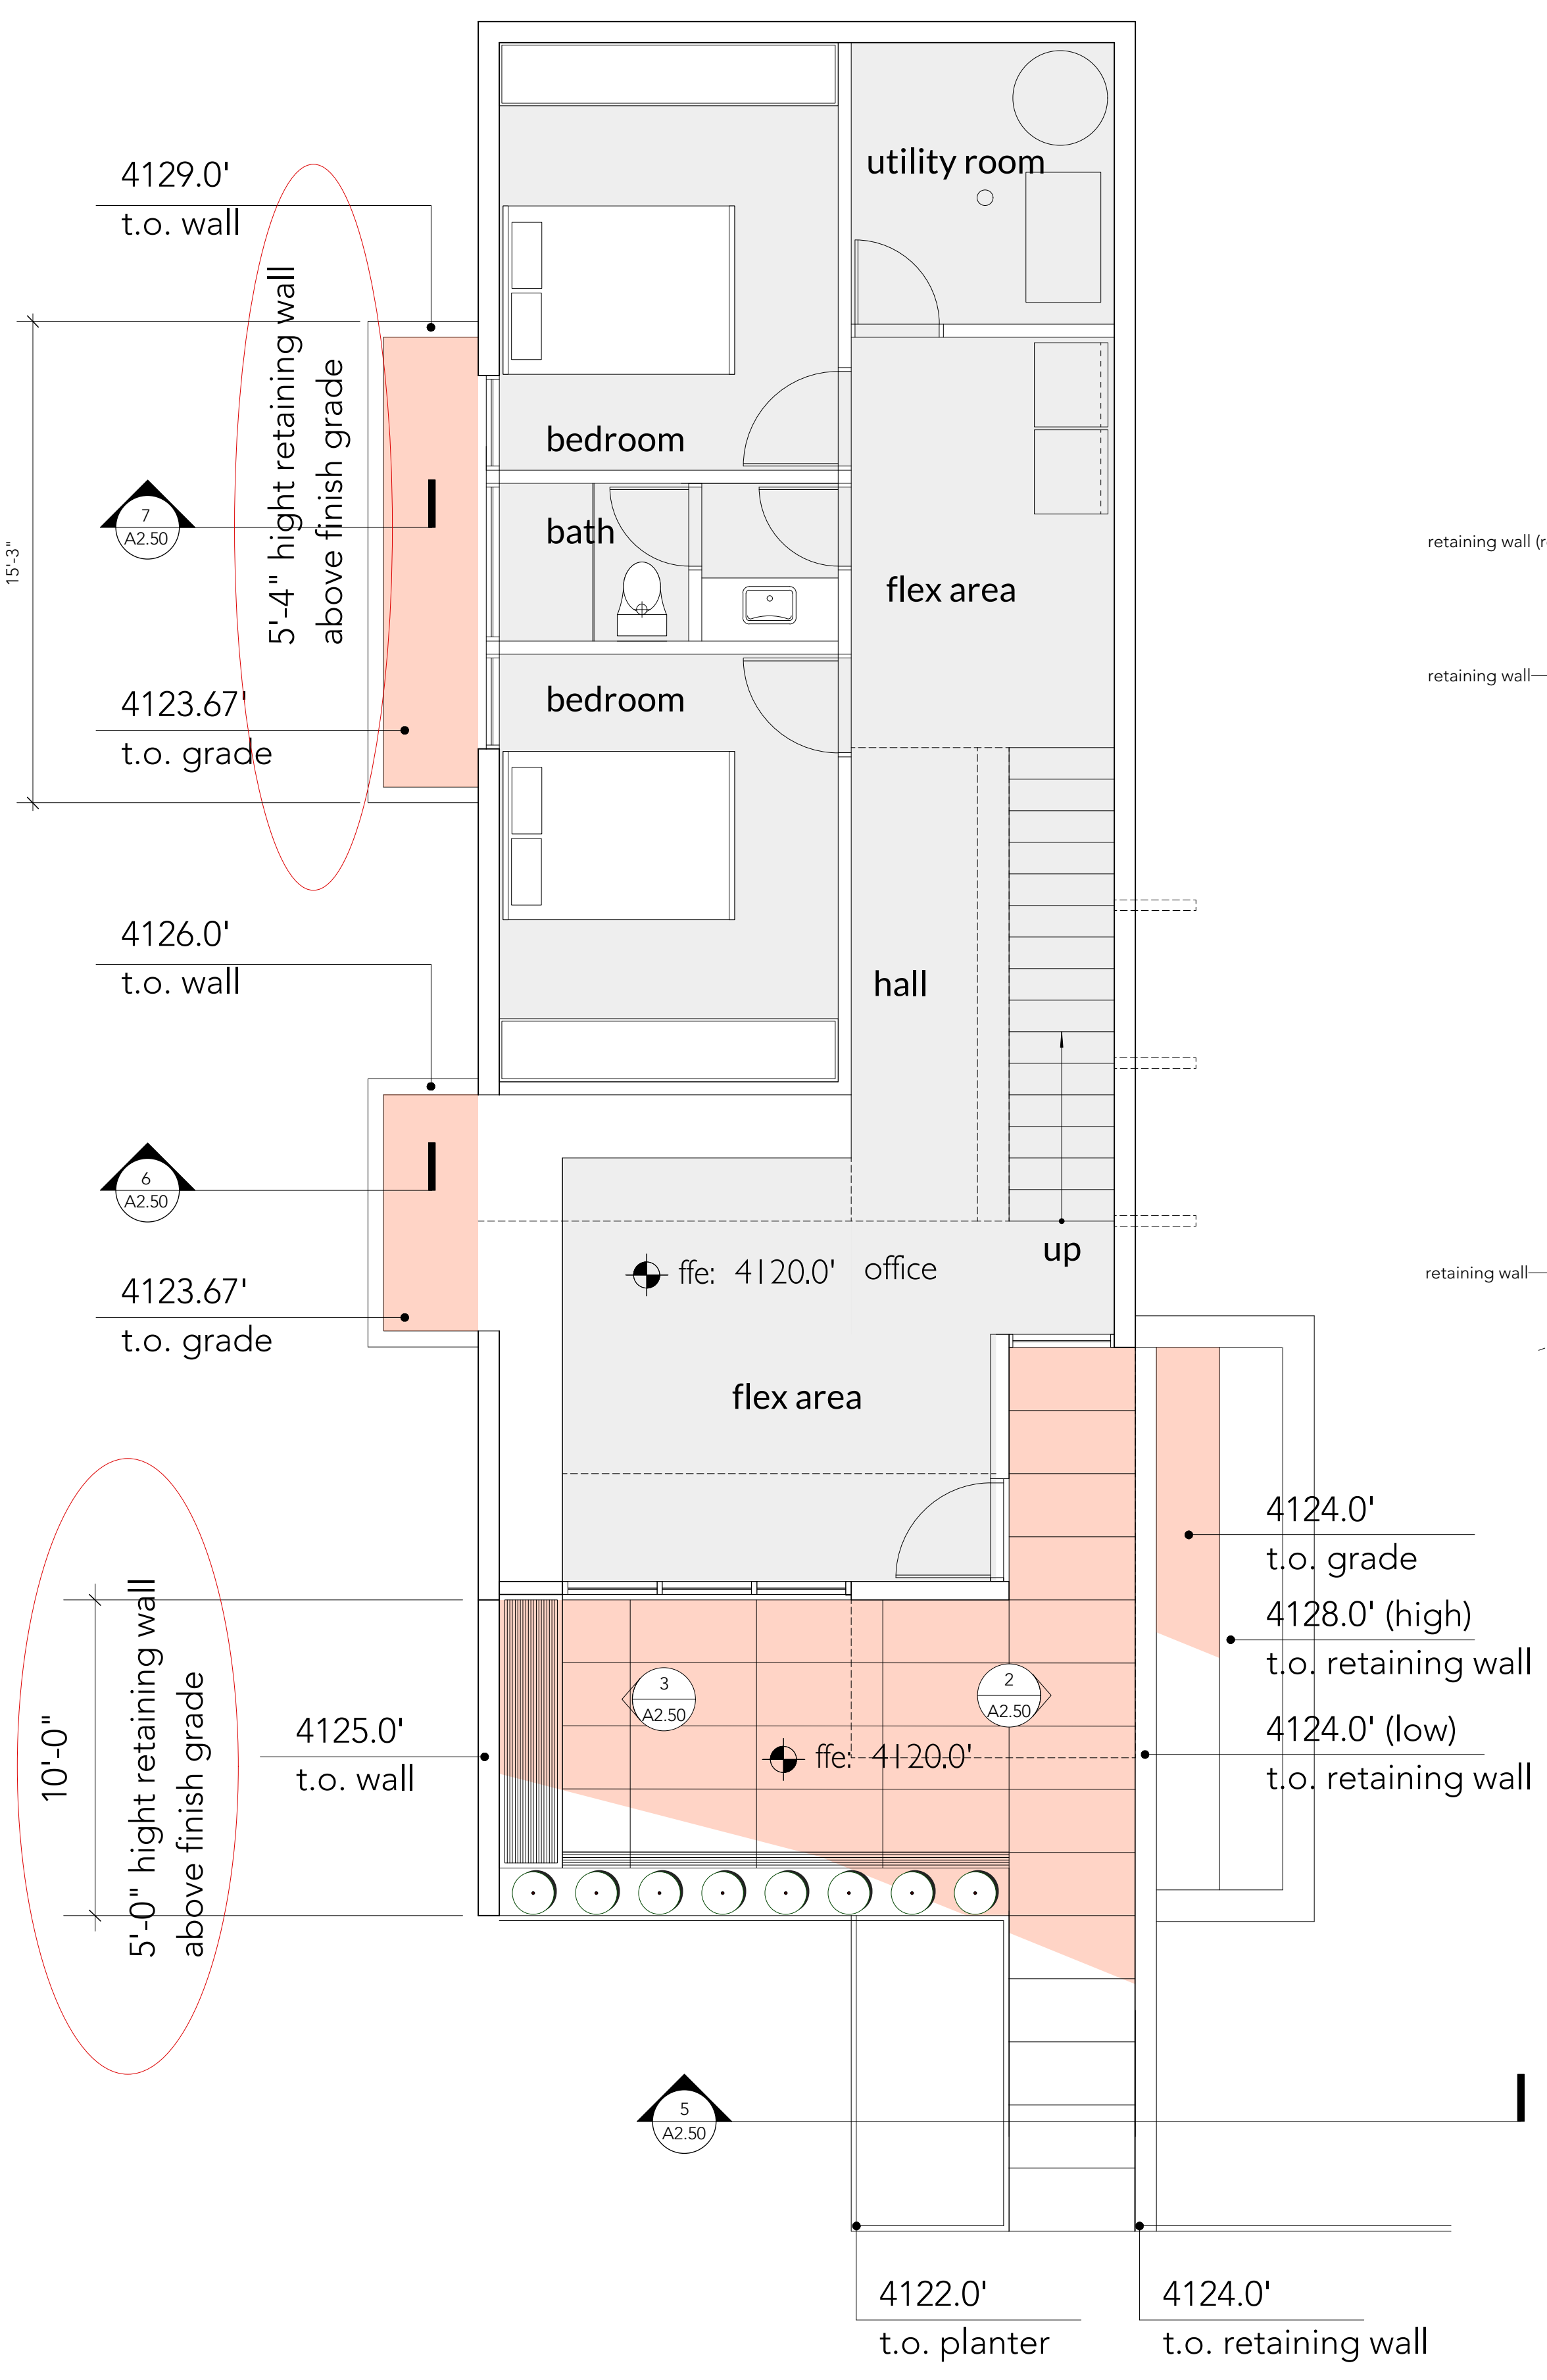 utility room
4129.0'
t.o. wall
5'-4" hight retaining wall
above finish grade
bedroom
7
A2.50
bath
15'-3"
flex area
retaining wall (r
retaining wall
4123.67'
t.o. grade
bedroom
4126.0'
t.o. wall
hall
6
A2.50
up
ffe: 4120.0' office
retaining wall
4123.67'
t.o. grade
flex area
4124.0'
t.o. grade
4128.0' (high)
t.o. retaining wall
5'-0" hight retaining wall
above finish grade
10'-0"
4125.0'
t.o. wall
3
A2.50
2
A2.50
ffe: 4120.0'
4124.0' (low)
t.o. retaining wall
5
A2.50
4122.0'
t.o. planter
4124.0'
t.o. retaining wall